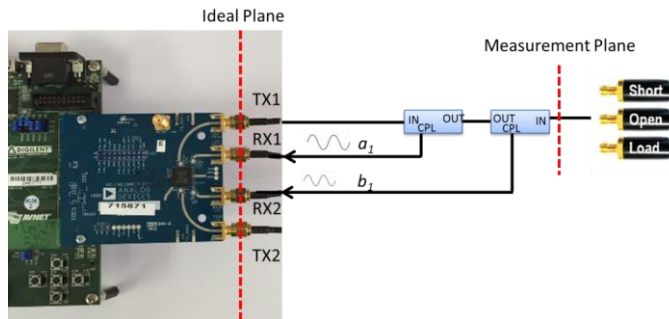 Ideal Plane
Measurement Plane
TX1
RX1
RX2
TX2
IN
CPL
OUT
OUT
CPL
IN
a1
b1
Short
Open
Load
DIGILENT
AVNET
ANALOG
DEVICES
715871